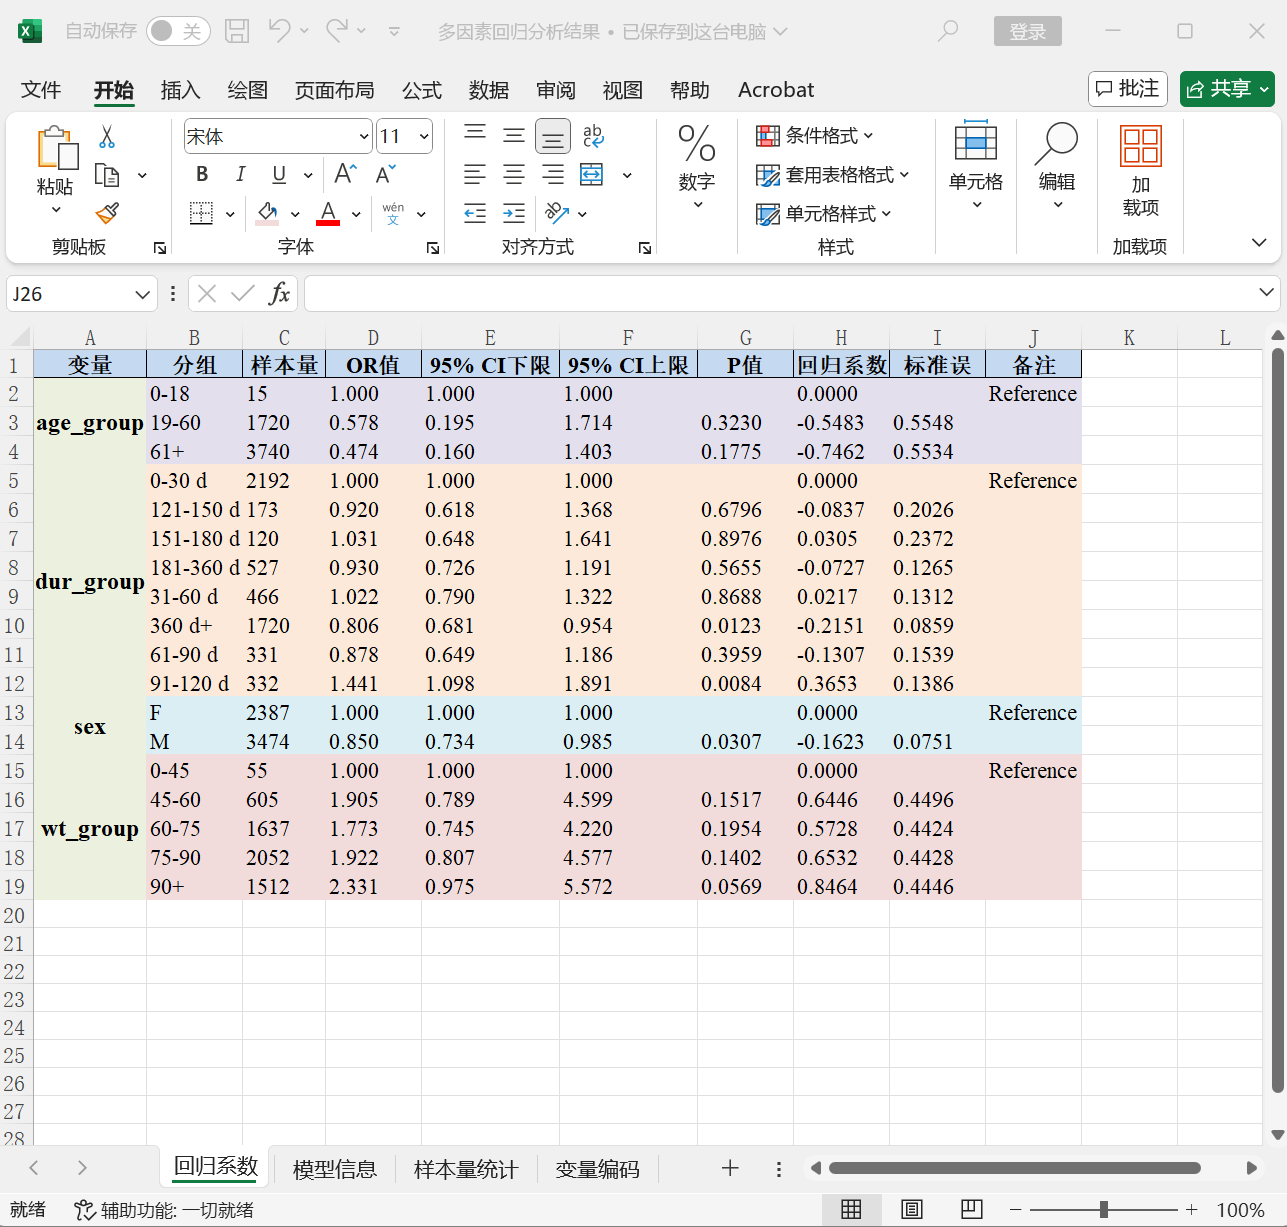 自动保存 关 多因素回归分析结果 • 已保存到这台电脑 登录
文件 开始 插入 绘图 页面布局 公式 数据 审阅 视图 帮助 Acrobat 批注 共享
宋体 11 ab c 条件格式
粘贴 B I U A A % 数字 套用表格格式 单元格 编辑 加载项
A wén 文 ab 单元格样式
剪贴板 字体 对齐方式 样式 加载项
J26 fx
A B C D E F G H I J K L
1 变量 分组 样本量 OR值 95% CI下限 95% CI上限 P值 回归系数 标准误 备注
2 0-18 15 1.000 1.000 1.000 0.0000 Reference
3 age_group 19-60 1720 0.578 0.195 1.714 0.3230 -0.5483 0.5548
4 61+ 3740 0.474 0.160 1.403 0.1775 -0.7462 0.5534
5 0-30 d 2192 1.000 1.000 1.000 0.0000 Reference
6 121-150 d 173 0.920 0.618 1.368 0.6796 -0.0837 0.2026
7 151-180 d 120 1.031 0.648 1.641 0.8976 0.0305 0.2372
8 dur_group 181-360 d 527 0.930 0.726 1.191 0.5655 -0.0727 0.1265
9 31-60 d 466 1.022 0.790 1.322 0.8688 0.0217 0.1312
10 360 d+ 1720 0.806 0.681 0.954 0.0123 -0.2151 0.0859
11 61-90 d 331 0.878 0.649 1.186 0.3959 -0.1307 0.1539
12 91-120 d 332 1.441 1.098 1.891 0.0084 0.3653 0.1386
13 sex F 2387 1.000 1.000 1.000 0.0000 Reference
14 M 3474 0.850 0.734 0.985 0.0307 -0.1623 0.0751
15 0-45 55 1.000 1.000 1.000 0.0000 Reference
16 45-60 605 1.905 0.789 4.599 0.1517 0.6446 0.4496
17 wt_group 60-75 1637 1.773 0.745 4.220 0.1954 0.5728 0.4424
18 75-90 2052 1.922 0.807 4.577 0.1402 0.6532 0.4428
19 90+ 1512 2.331 0.975 5.572 0.0569 0.8464 0.4446
20
21
22
23
24
25
26
27
28
回归系数 模型信息 样本量统计 变量编码
就绪 辅助功能: 一切就绪 100%